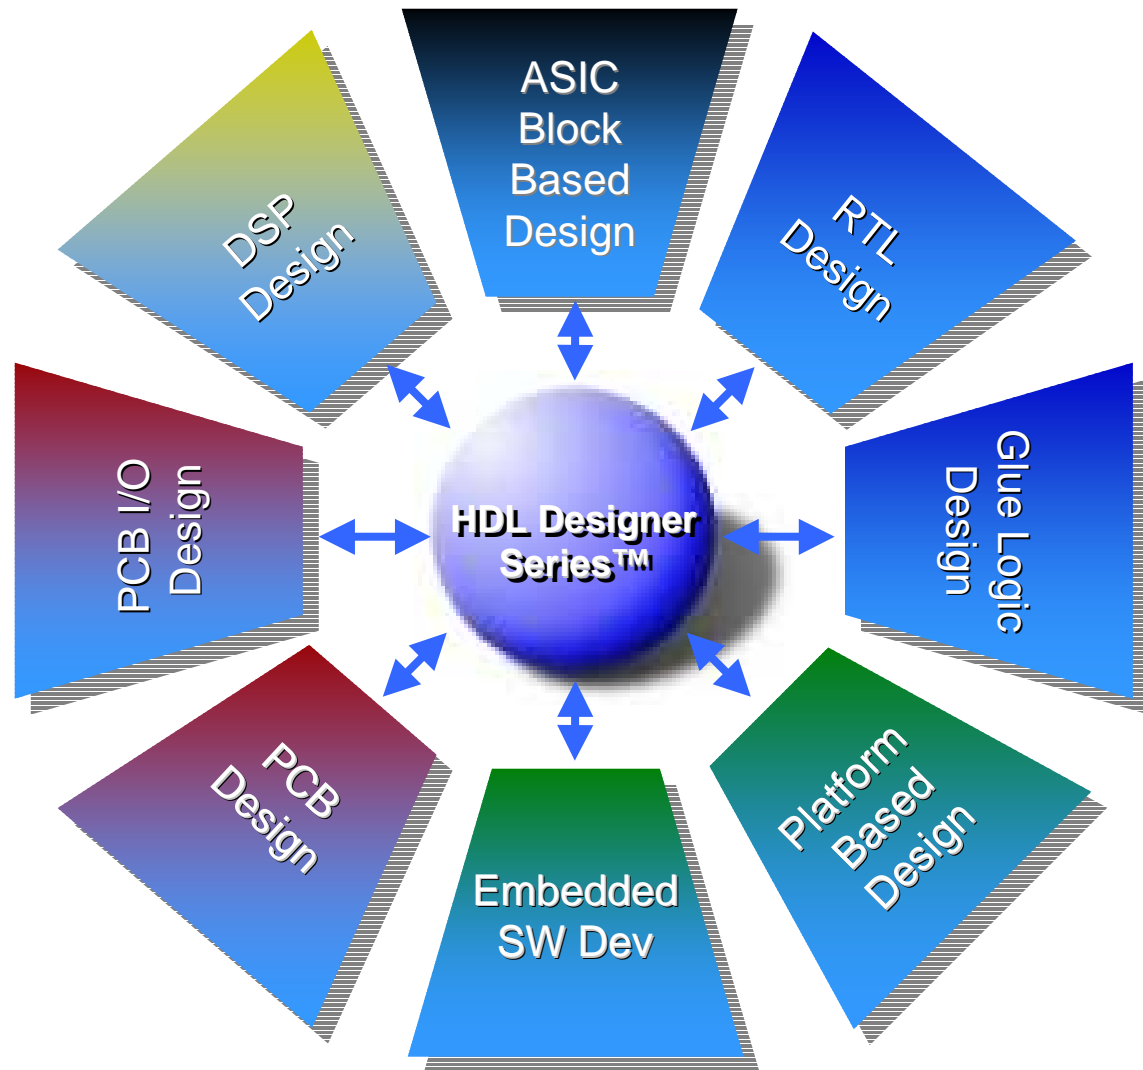 ASIC
Block
Based
Design
RTL
Design
Glue Logic
Design
Platform
Based
Design
Embedded
SW Dev
PCB
Design
PCB I/O
Design
DSP
Design
HDL Designer
Series™